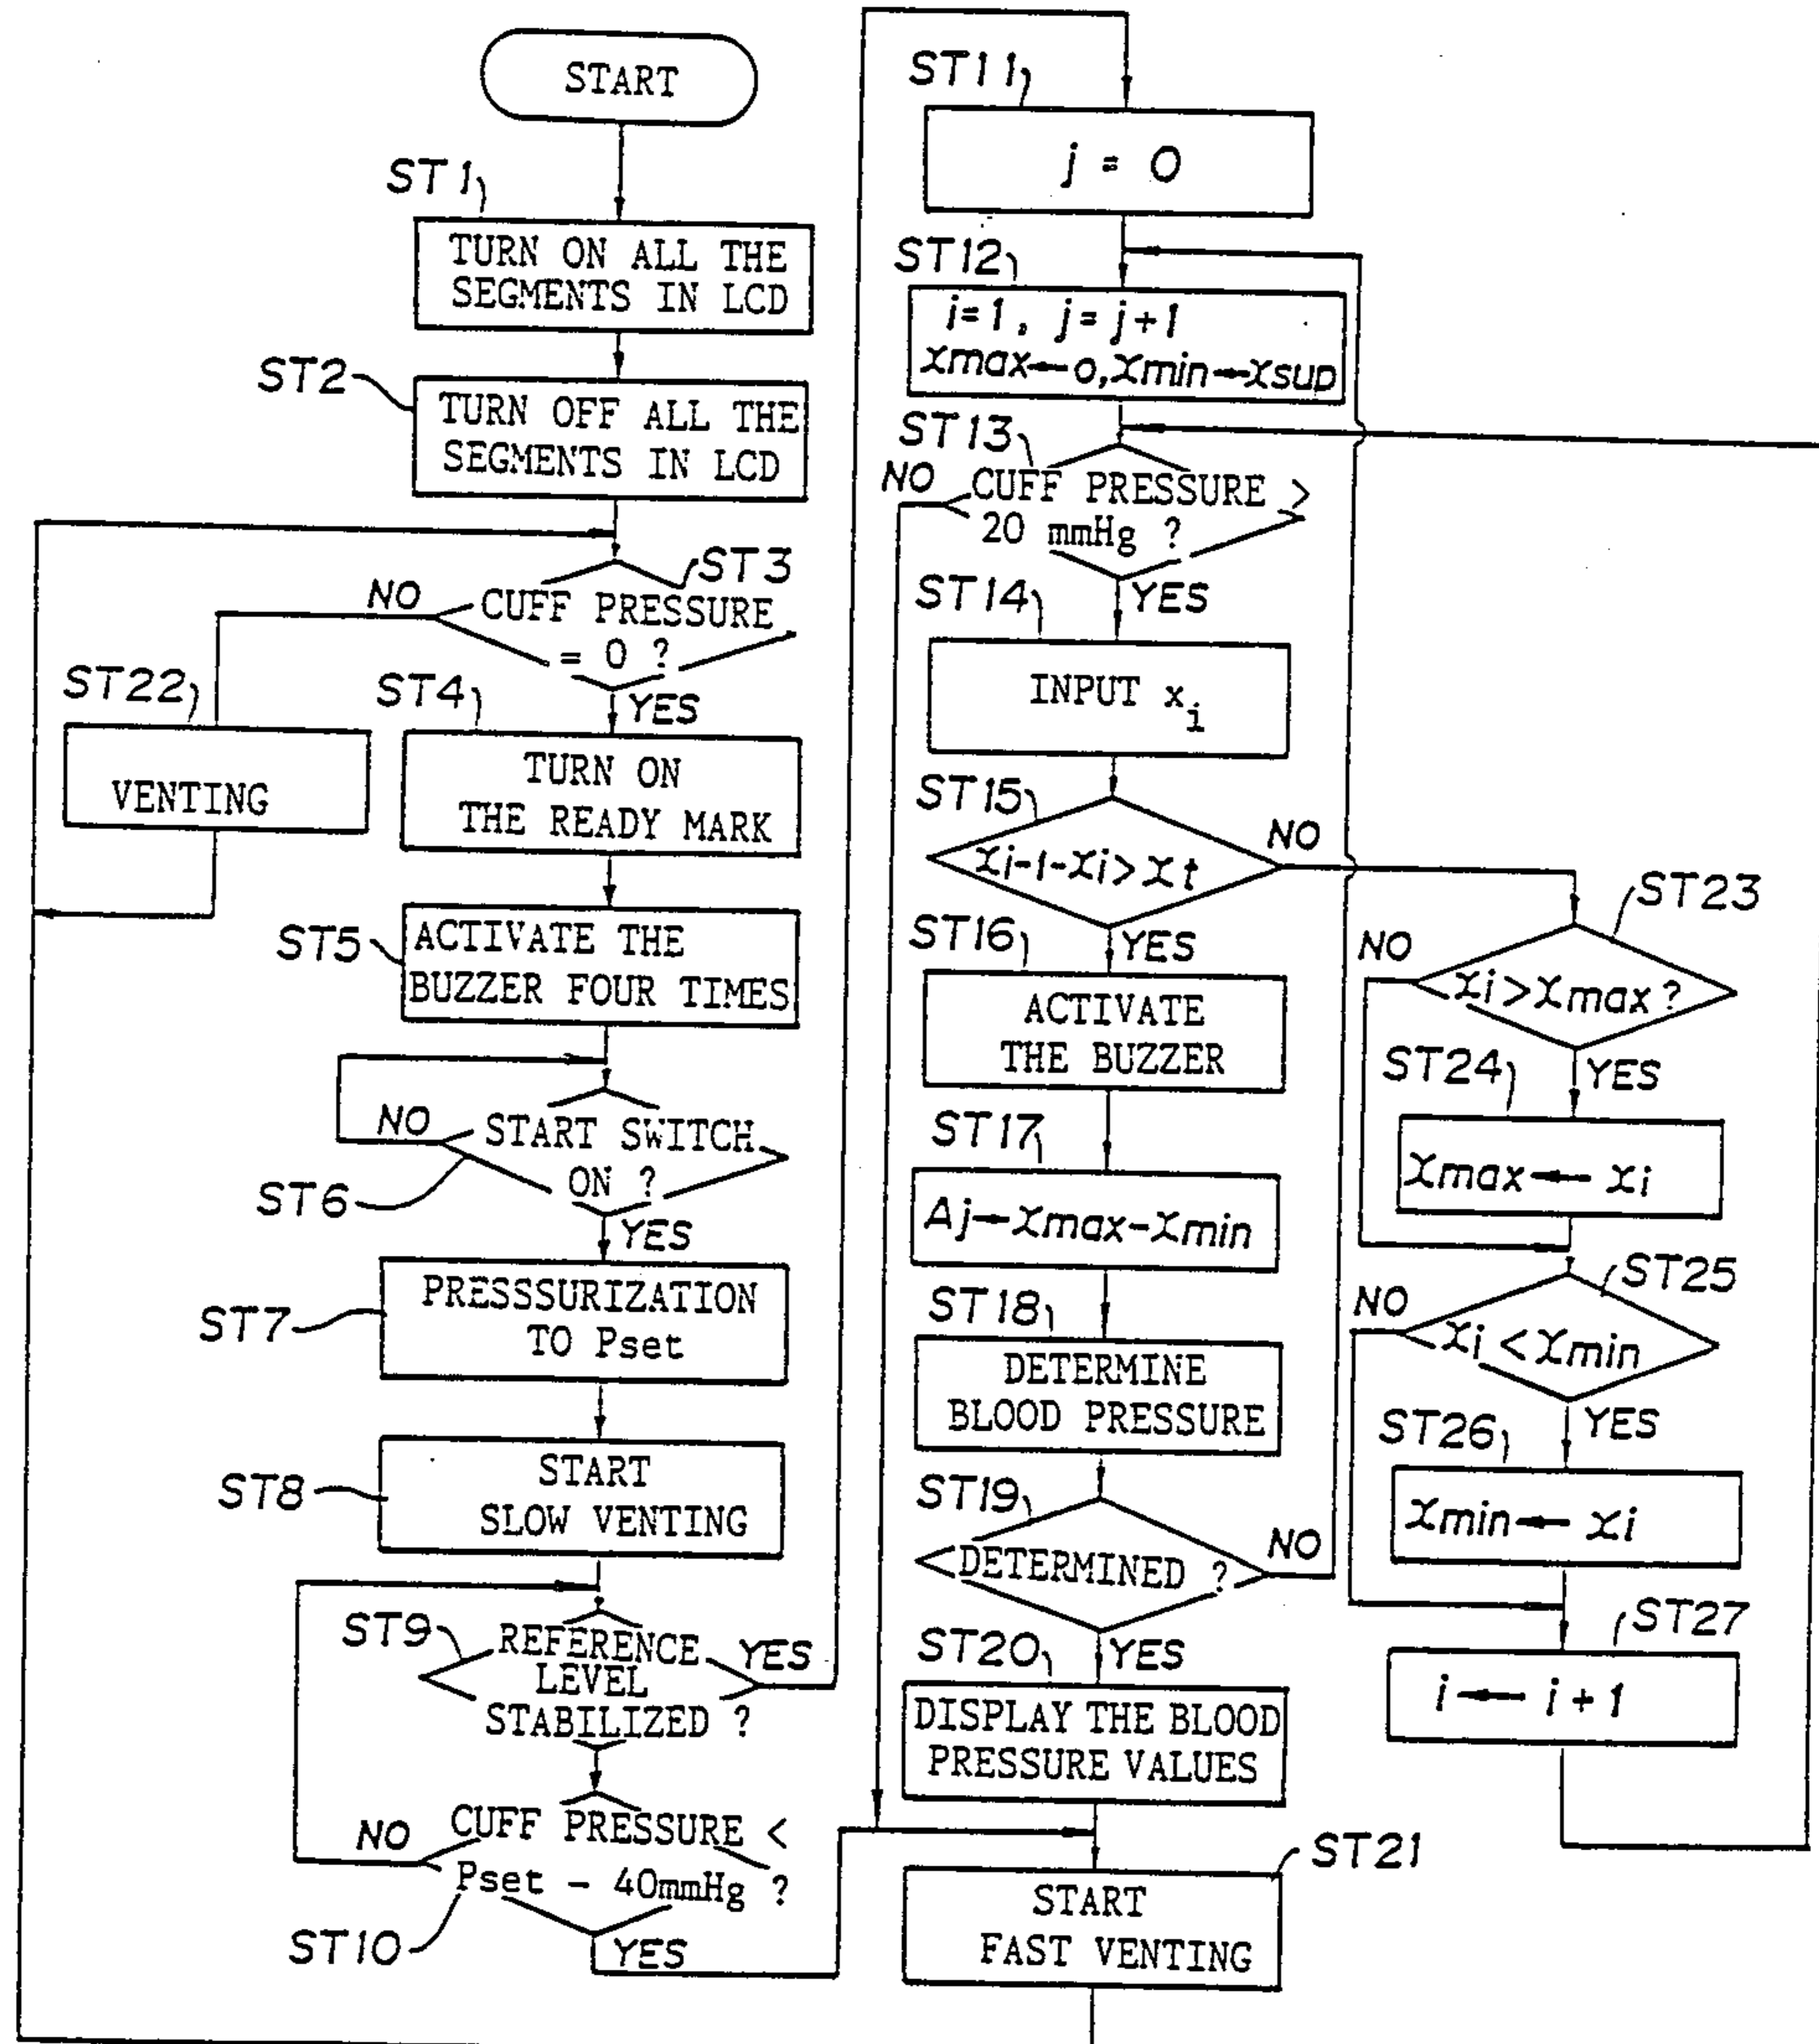 START
ST1
TURN ON ALL THE
SEGMENTS IN LCD
ST2
TURN OFF ALL THE
SEGMENTS IN LCD
ST3
NO
CUFF PRESSURE
= 0 ?
YES
ST22
VENTING
ST4
TURN ON
THE READY MARK
ST5
ACTIVATE THE
BUZZER FOUR TIMES
NO
START SWITCH
ON ?
ST6
YES
ST7
PRESSSURIZATION
TO Pset
ST8
START
SLOW VENTING
ST9
REFERENCE
LEVEL
STABILIZED ?
YES
NO
CUFF PRESSURE <
Pset - 40mmHg ?
ST10
YES
ST11
j = 0
ST12
i=1, j=j+1
xmax←o, xmin←xsup
ST13
NO
CUFF PRESSURE >
20 mmHg ?
YES
ST14
INPUT xi
ST15
xi-1-xi>xt
NO
YES
ST16
ACTIVATE
THE BUZZER
ST17
Aj←xmax-xmin
ST18
DETERMINE
BLOOD PRESSURE
ST19
DETERMINED ?
NO
YES
ST20
DISPLAY THE BLOOD
PRESSURE VALUES
ST21
START
FAST VENTING
ST23
NO
xi>xmax?
YES
ST24
xmax← xi
ST25
NO
xi<xmin
YES
ST26
xmin← xi
ST27
i← i+1